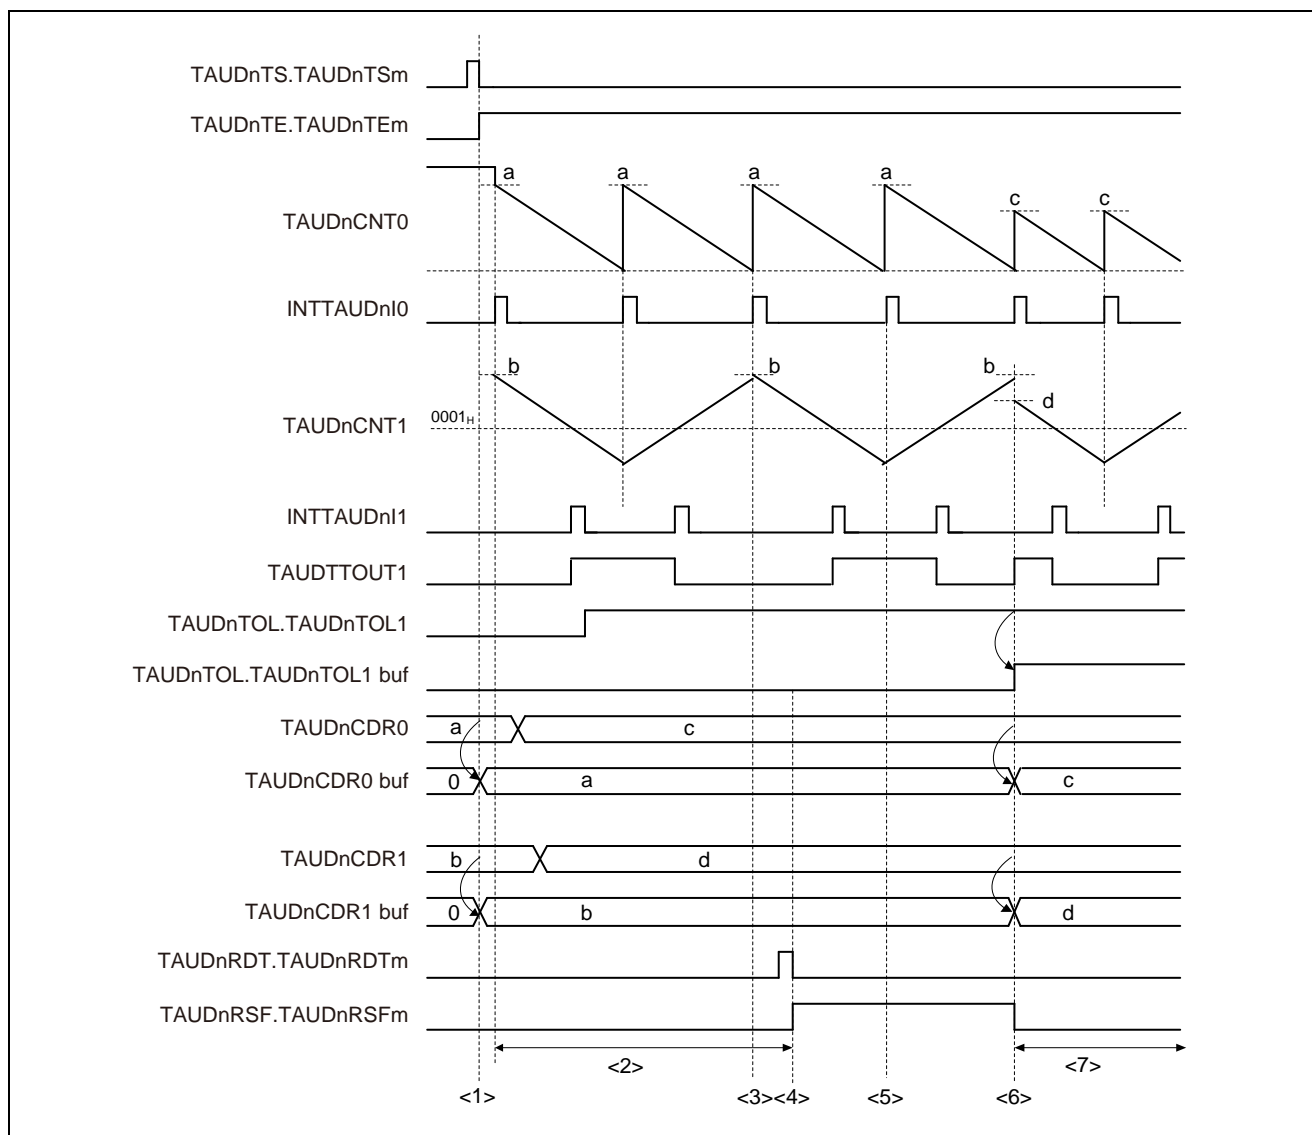 TAUDnTS.TAUDnTSm
TAUDnTE.TAUDnTEm
a a a a c c
TAUDnCNT0
INTTAUDnI0
b b b d
0001H
TAUDnCNT1
INTTAUDnI1
TAUDTTOUT1
TAUDnTOL.TAUDnTOL1
TAUDnTOL.TAUDnTOL1 buf
TAUDnCDR0 a c
TAUDnCDR0 buf 0 a c
TAUDnCDR1 b d
TAUDnCDR1 buf 0 b d
TAUDnRDT.TAUDnRDTm
TAUDnRSF.TAUDnRSFm
<2> <7>
<1> <3><4> <5> <6>